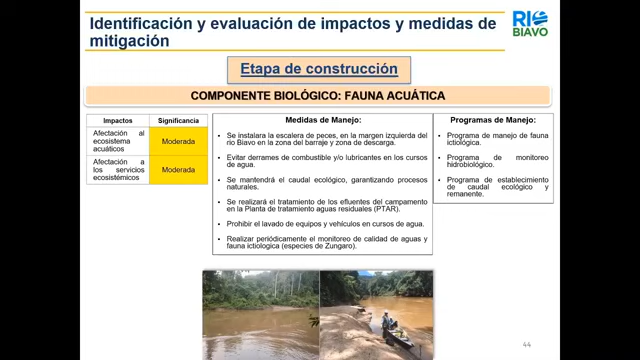 Identificación y evaluación de impactos y medidas de
mitigación
RIO
BIAVO
Etapa de construcción
COMPONENTE BIOLÓGICO: FAUNA ACUÁTICA
Impactos Significancia
Afectación al
ecosistema
acuáticos
Moderada
Afectación a
los servicios
ecosistémicos
Moderada
Medidas de Manejo:
• Se instalara la escalera de peces, en la margen izquierda del
rio Biavo en la zona del barraje y zona de descarga.
• Evitar derrames de combustible y/o lubricantes en los cursos
de agua.
• Se mantendrá el caudal ecológico, garantizando procesos
naturales.
• Se realizará el tratamiento de los efluentes del campamento
en la Planta de tratamiento aguas residuales (PTAR).
• Prohibir el lavado de equipos y vehículos en cursos de agua.
• Realizar periódicamente el monitoreo de calidad de aguas y
fauna ictiologica (especies de Zungaro).
Programas de Manejo:
• Programa de manejo de fauna
ictiológica.
• Programa de monitoreo
hidrobiológico.
• Programa de establecimiento
de caudal ecológico y
remanente.
44